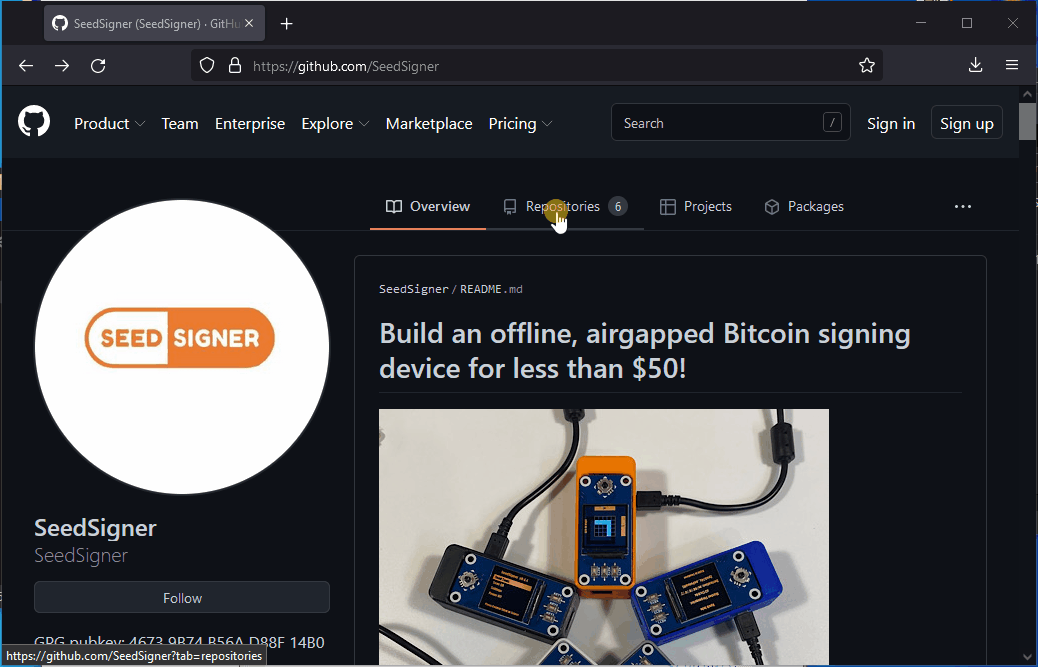 SeedSigner (SeedSigner) · GitHu
https://github.com/SeedSigner
Product Team Enterprise Explore Marketplace Pricing Search / Sign in Sign up
Overview Repositories 6 Projects Packages
SEED SIGNER
SeedSigner / README.md
Build an offline, airgapped Bitcoin signing
device for less than $50!
SeedSigner
SeedSigner
Follow
GPG pubkey: 4673 9B74 B56A D88F 14B0
https://github.com/SeedSigner?tab=repositories